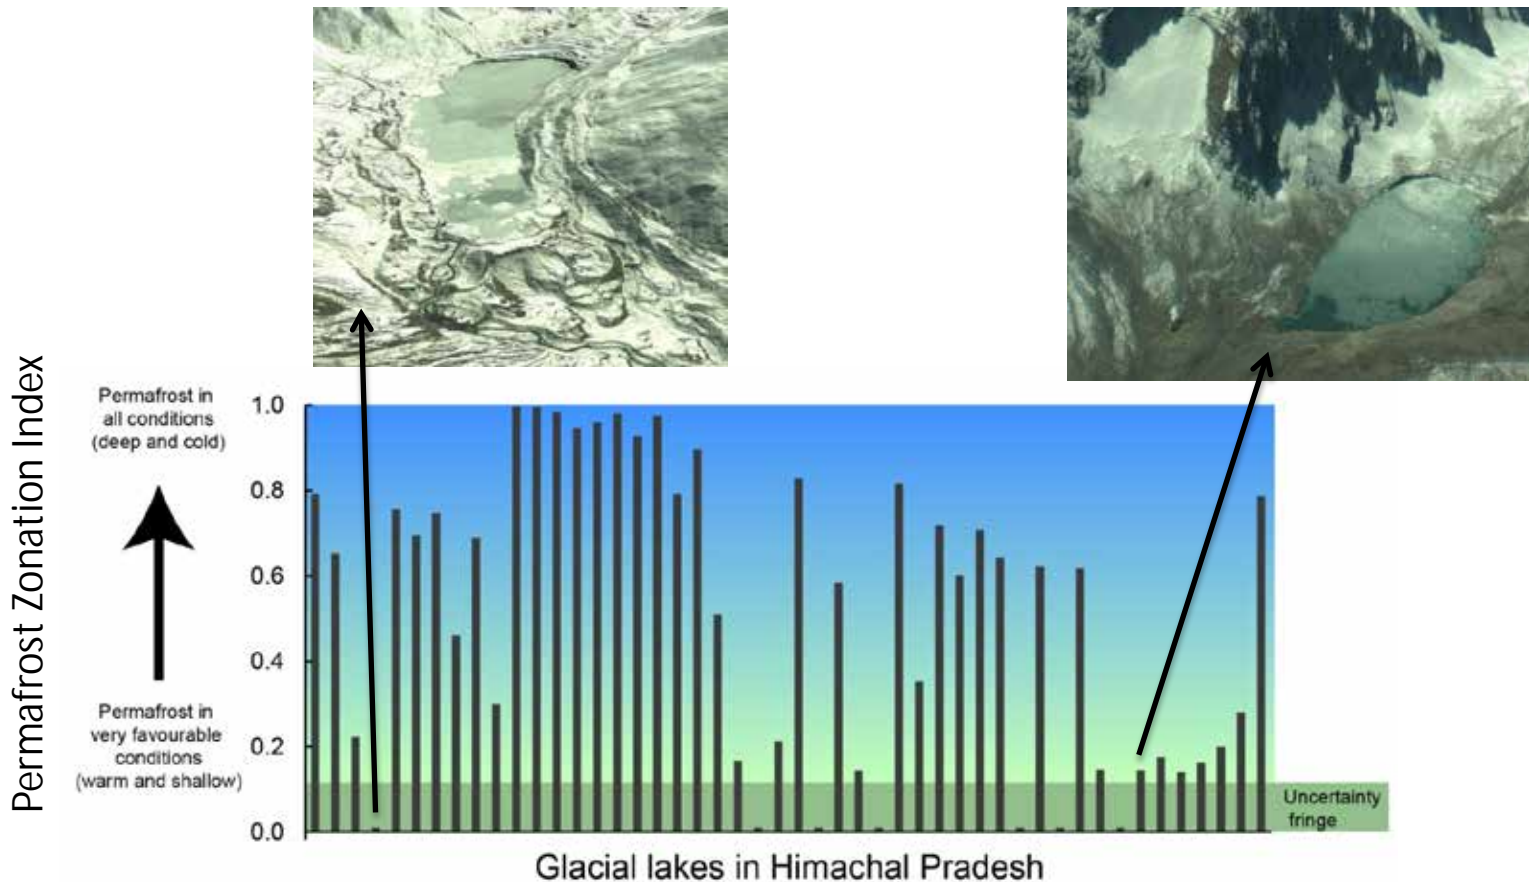 Permafrost Zonation Index
Permafrost in
all conditions
(deep and cold)
Permafrost in
very favourable
conditions
(warm and shallow)
1.0
0.8
0.6
0.4
0.2
0.0
Uncertainty
fringe
Glacial lakes in Himachal Pradesh